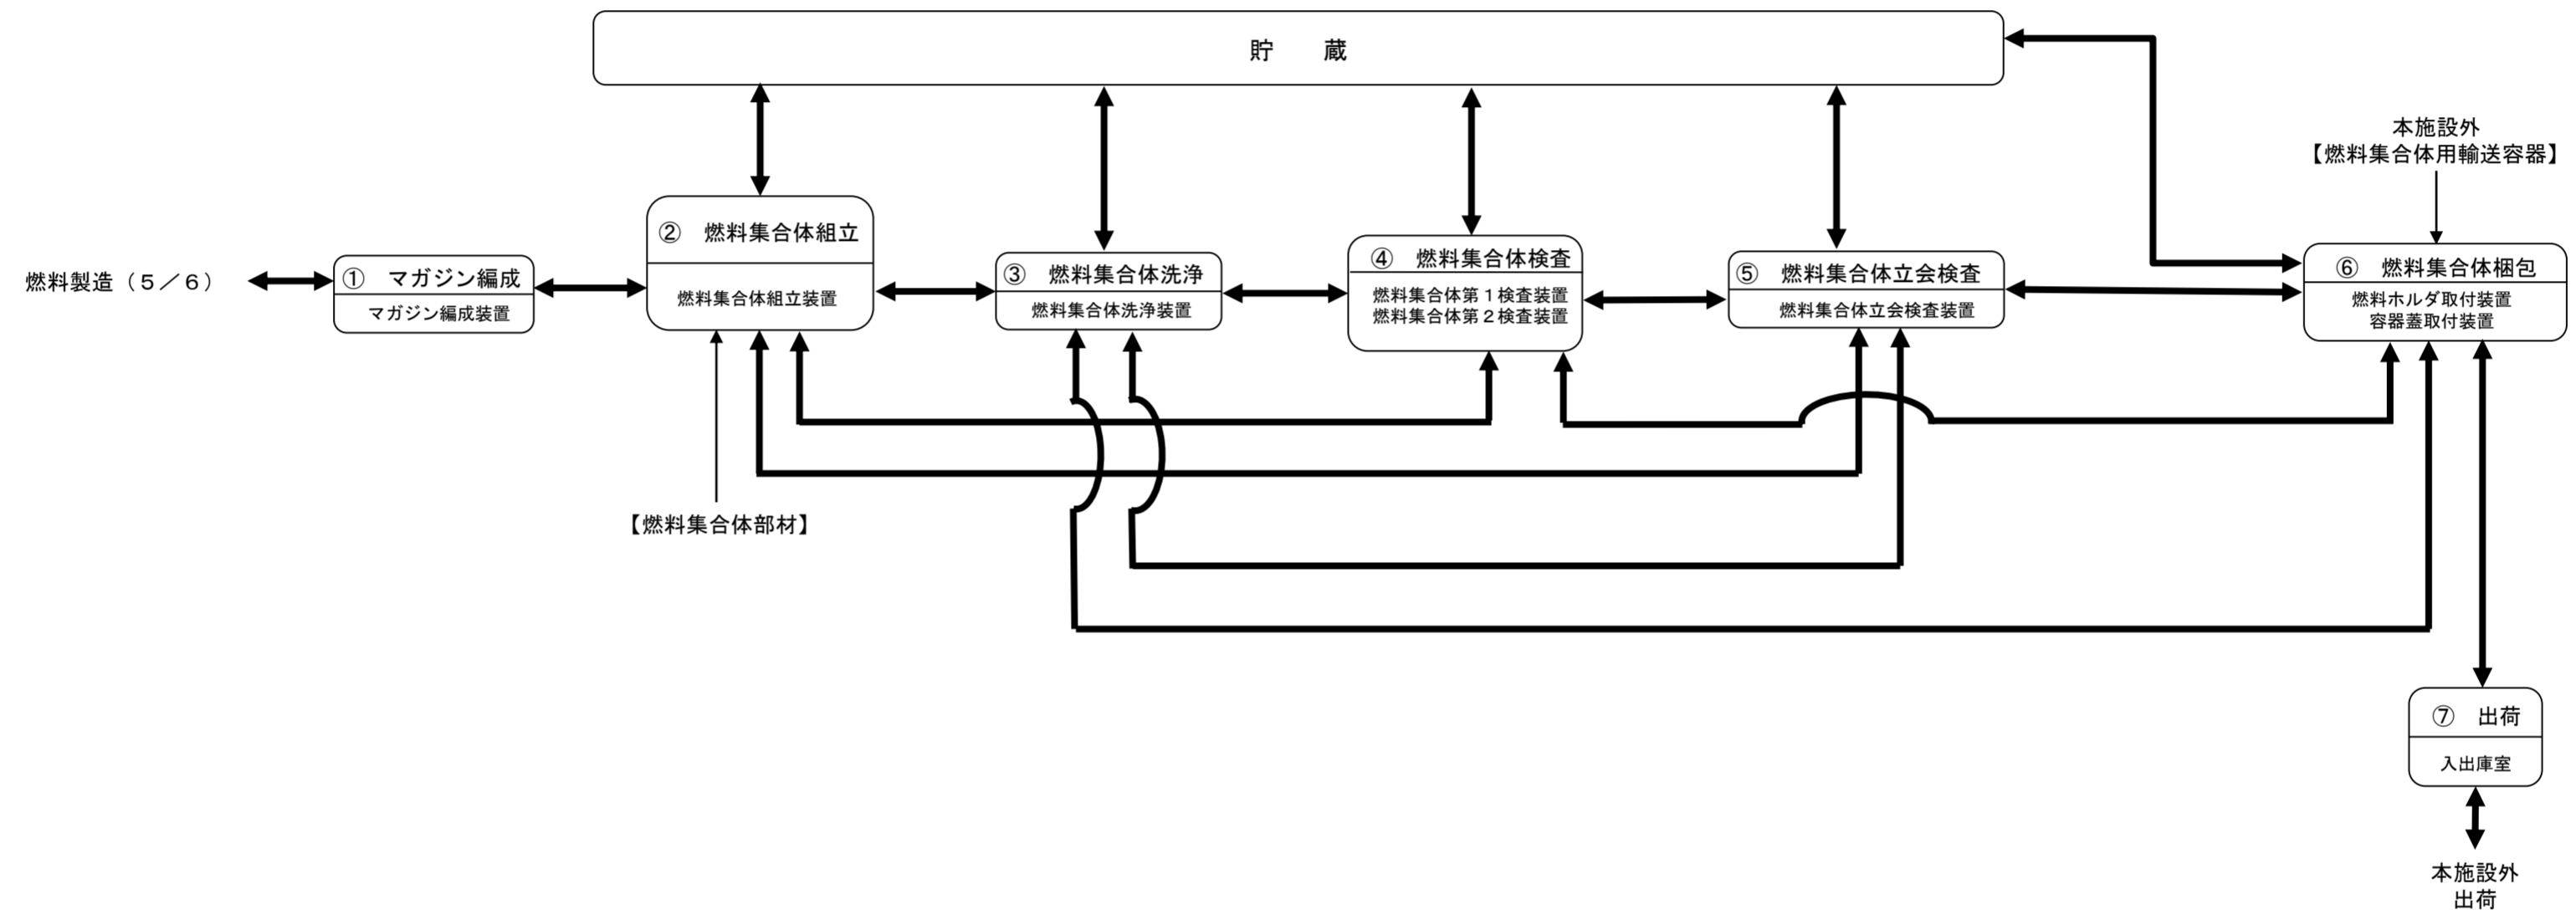 貯　　蔵
本施設外
【燃料集合体用輸送容器】
燃料製造（５／６）
①　マガジン編成
マガジン編成装置
②　燃料集合体組立
燃料集合体組立装置
③　燃料集合体洗浄
燃料集合体洗浄装置
④　燃料集合体検査
燃料集合体第１検査装置
燃料集合体第２検査装置
⑤　燃料集合体立会検査
燃料集合体立会検査装置
⑥　燃料集合体梱包
燃料ホルダ取付装置
容器蓋取付装置
【燃料集合体部材】
⑦　出荷
入出庫室
本施設外
出荷